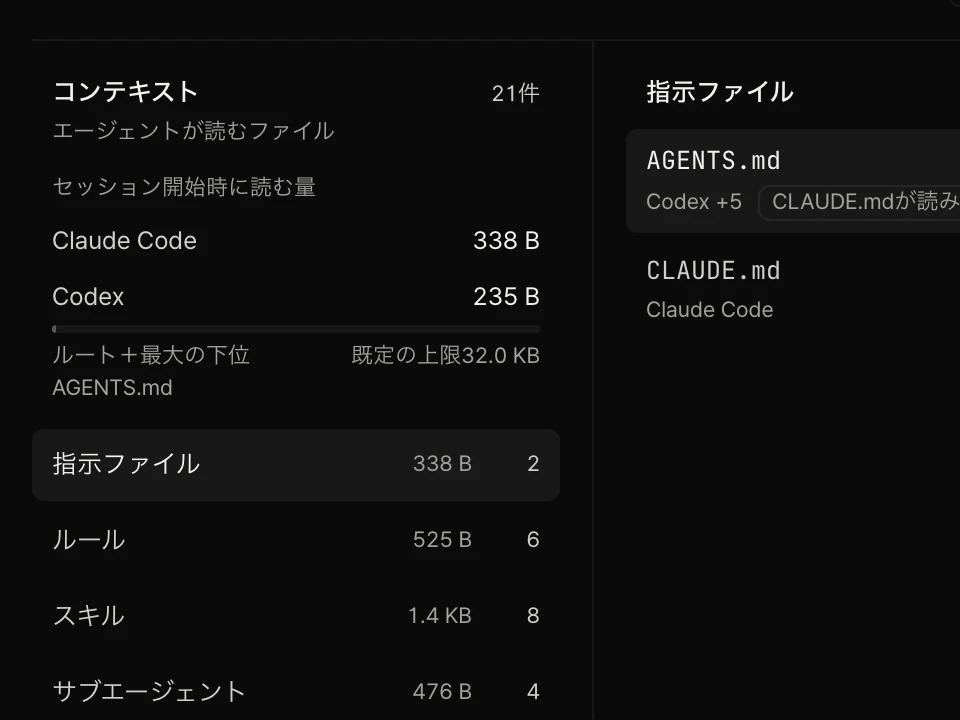 コンテキスト 21件
エージェントが読むファイル
セッション開始時に読む量
Claude Code 338 B
Codex 235 B
ルート＋最大の下位 既定の上限32.0 KB
AGENTS.md
指示ファイル 338 B 2
ルール 525 B 6
スキル 1.4 KB 8
サブエージェント 476 B 4
指示ファイル
AGENTS.md
Codex +5 CLAUDE.mdが読み
CLAUDE.md
Claude Code